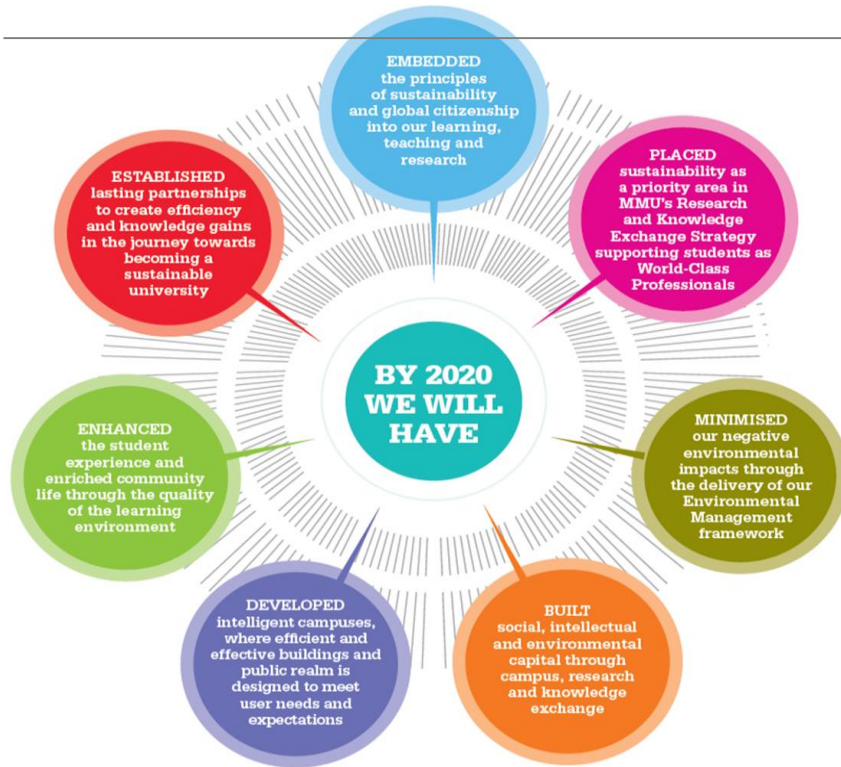 EMBEDDED
the principles
of sustainability
and global citizenship
into our learning,
teaching and
research
PLACED
sustainability as
a priority area in
MMU's Research
and Knowledge
Exchange Strategy
supporting students as
World-Class
Professionals
MINIMISED
our negative
environmental
impacts through
the delivery of our
Environmental
Management
framework
BUILT
social, intellectual
and environmental
capital through
campus, research
and knowledge
exchange
DEVELOPED
intelligent campuses,
where efficient and
effective buildings and
public realm is
designed to meet
user needs and
expectations
ENHANCED
the student
experience and
enriched community
life through the quality
of the learning
environment
ESTABLISHED
lasting partnerships
to create efficiency
and knowledge gains
in the journey towards
becoming a
sustainable
university
BY 2020
WE WILL
HAVE